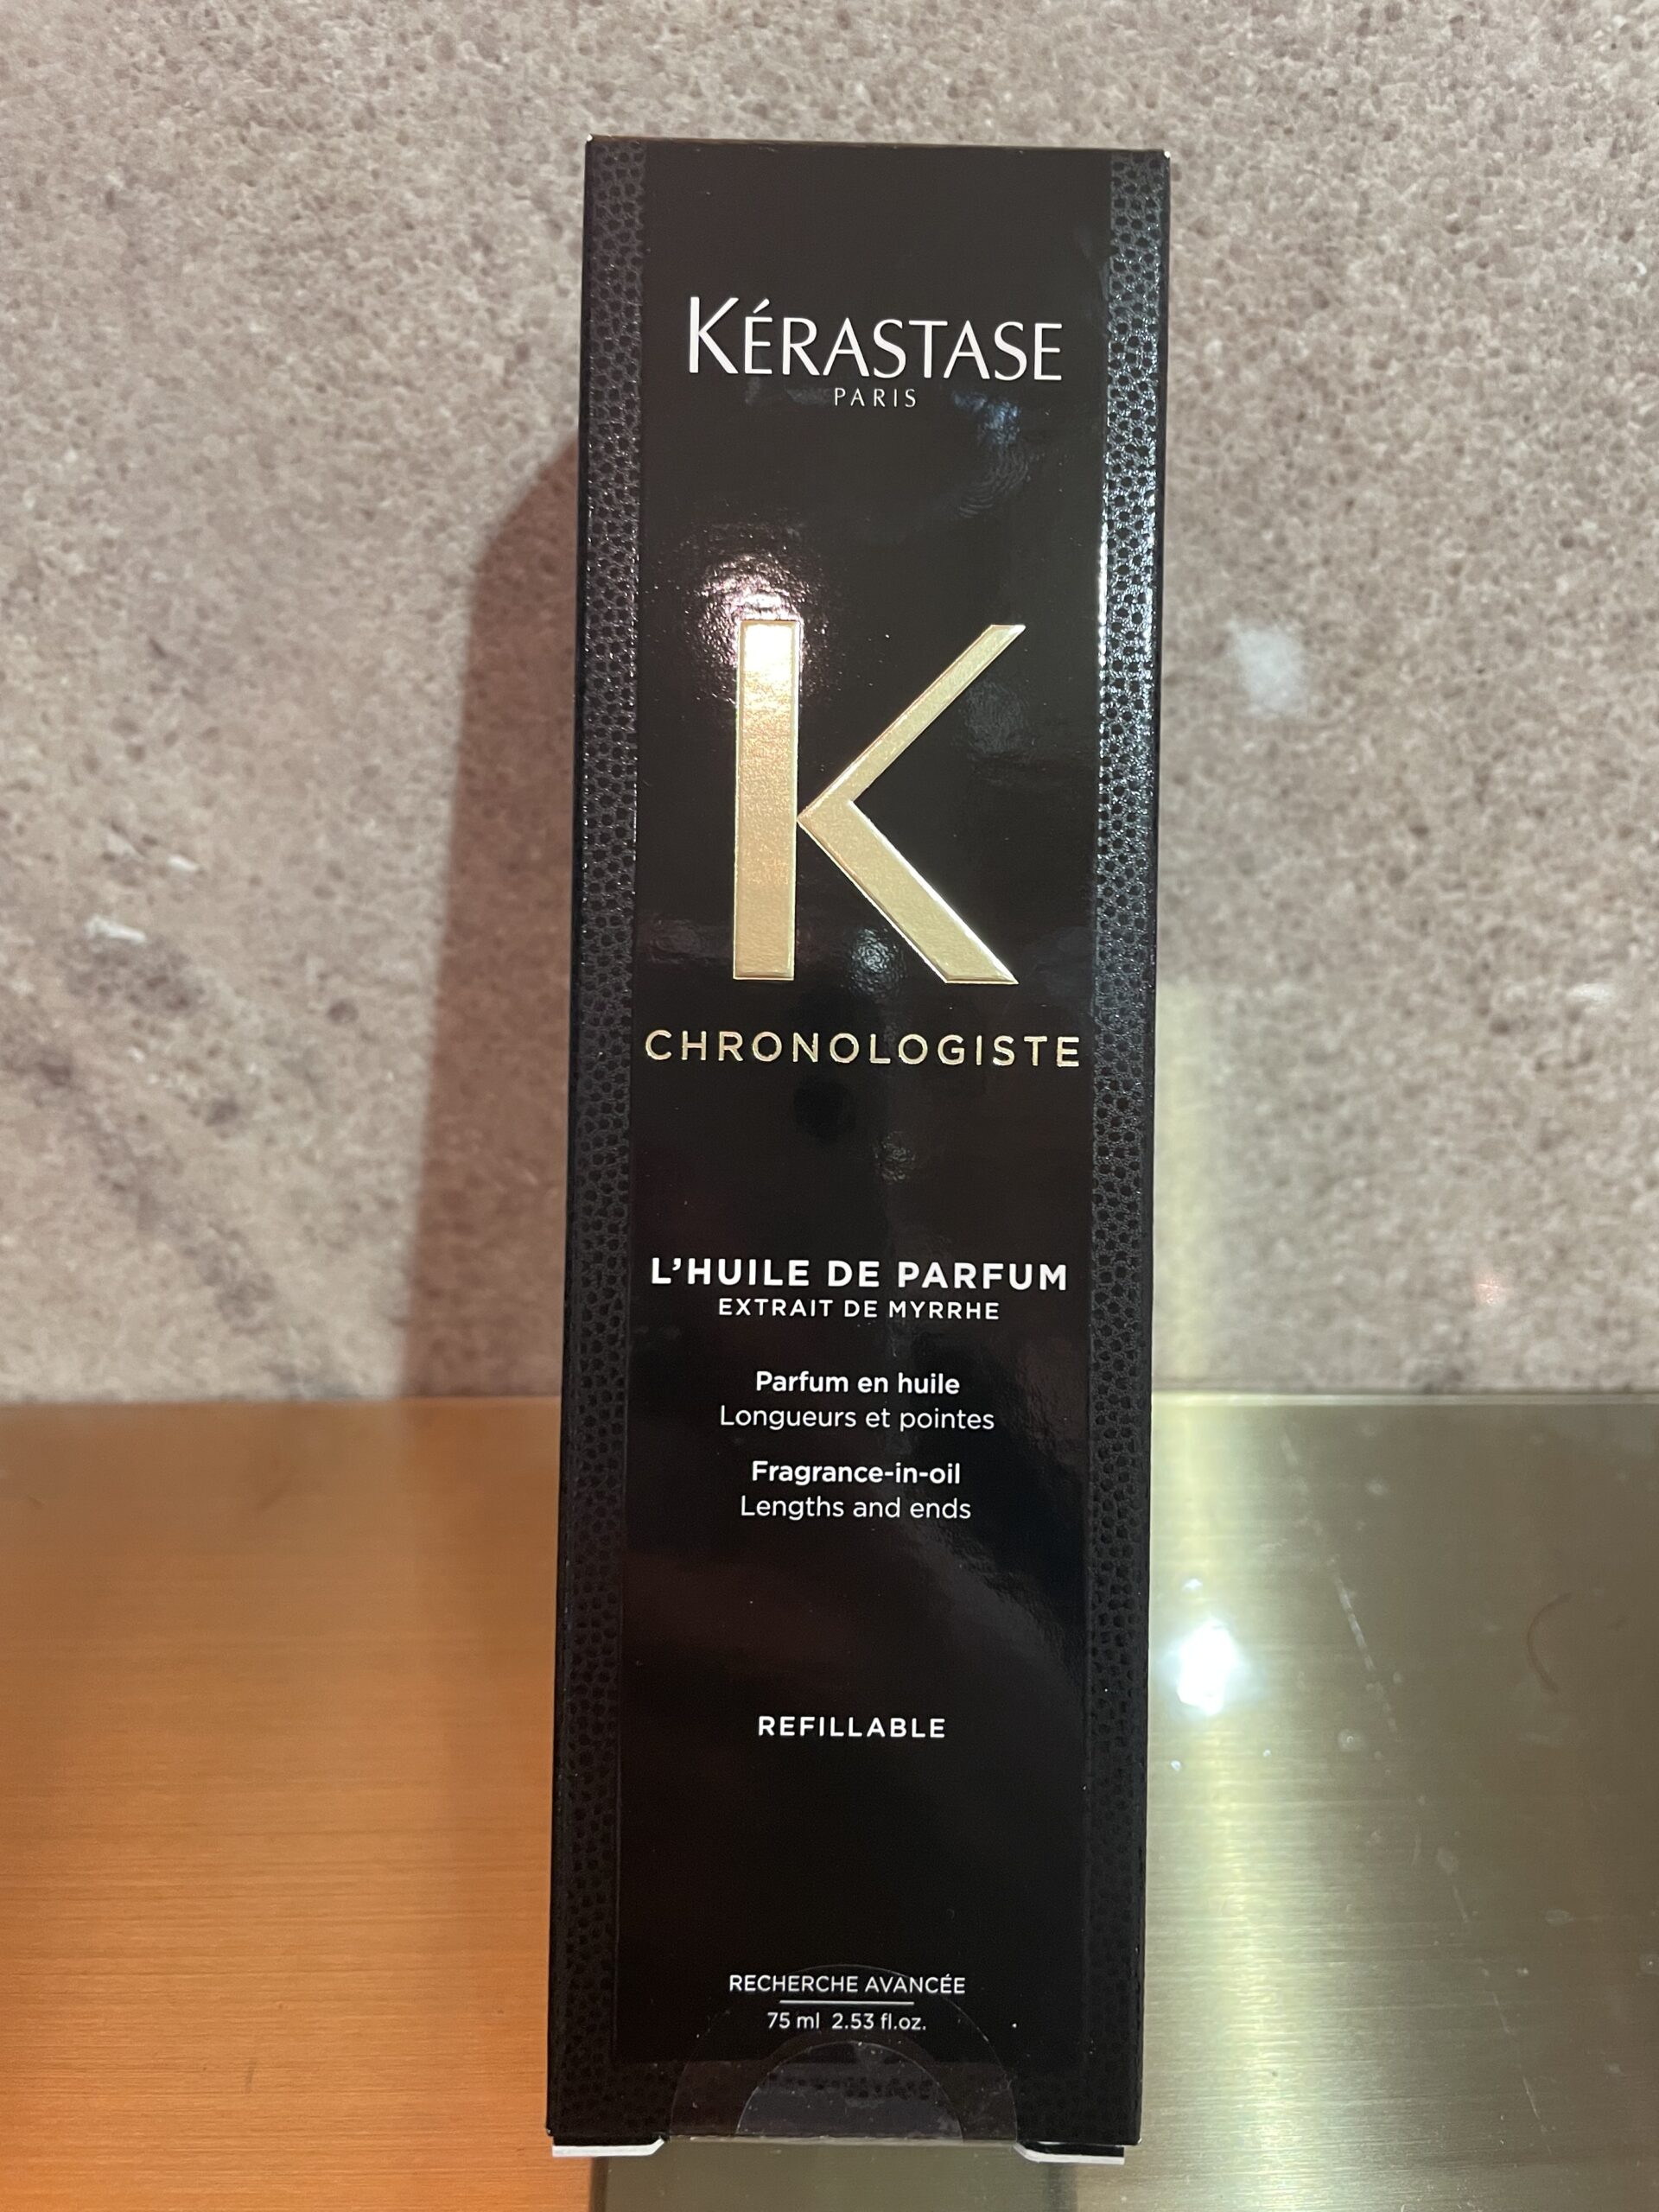 KÉRASTASE
PARIS
K
CHRONOLOGISTE
L'HUILE DE PARFUM
EXTRAIT DE MYRRHE
Parfum en huile
Longueurs et pointes
Fragrance-in-oil
Lengths and ends
REFILLABLE
RECHERCHE AVANCÉE
75 ml 2.53 fl.oz.